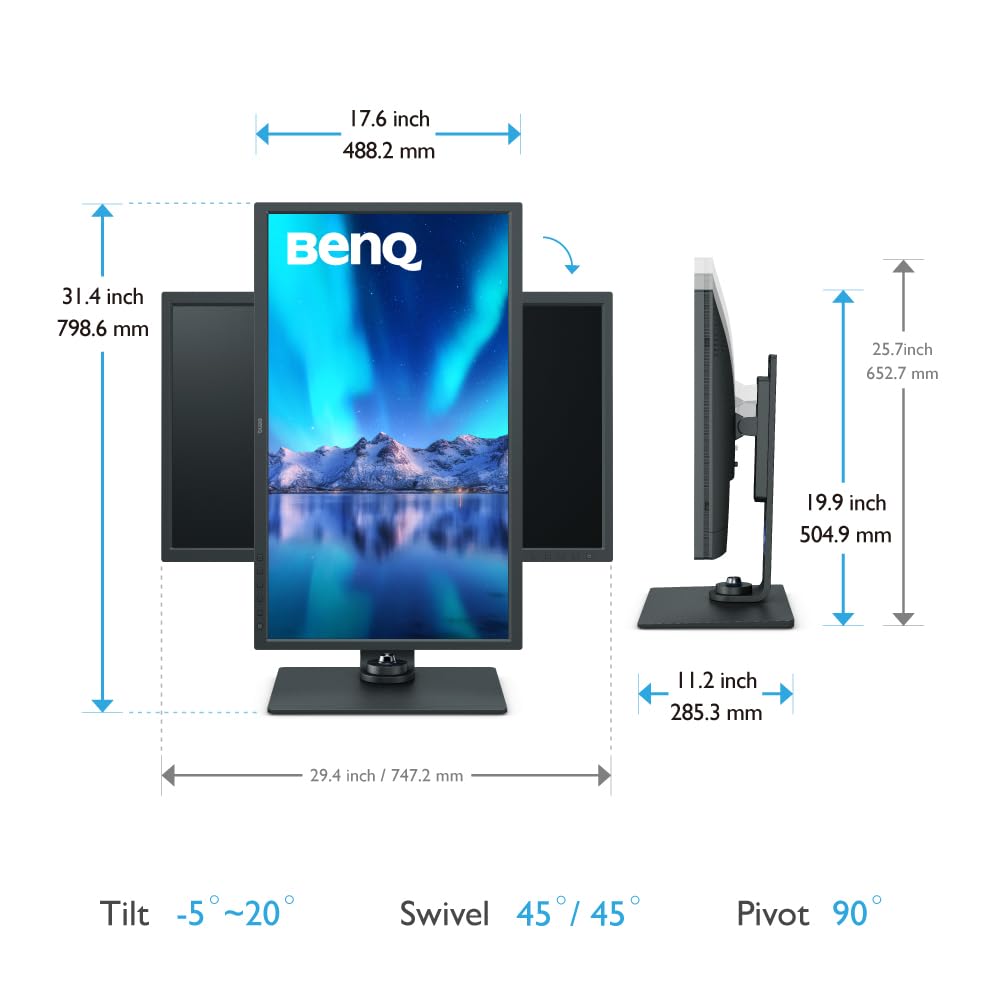 17.6 inch
488.2 mm
31.4 inch
798.6 mm
BenQ
BenQ
25.7inch
652.7 mm
19.9 inch
504.9 mm
11.2 inch
285.3 mm
29.4 inch / 747.2 mm
Tilt -5°~20° Swivel 45°/ 45° Pivot 90°